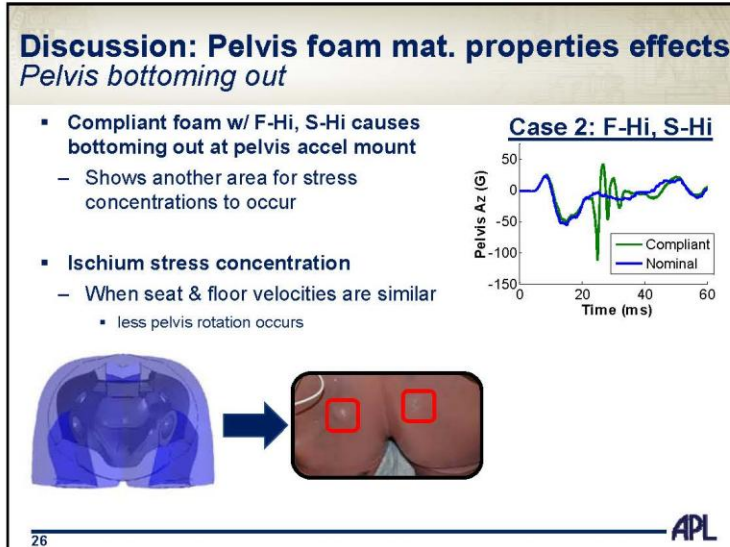 Discussion: Pelvis foam mat. properties effects
Pelvis bottoming out
▪ Compliant foam w/ F-Hi, S-Hi causes
bottoming out at pelvis accel mount
– Shows another area for stress
concentrations to occur
▪ Ischium stress concentration
– When seat & floor velocities are similar
▪ less pelvis rotation occurs
Case 2: F-Hi, S-Hi
Pelvis Az (G)
50
0
-50
-100
-150
Compliant
Nominal
0 20 40 60
Time (ms)
26
APL